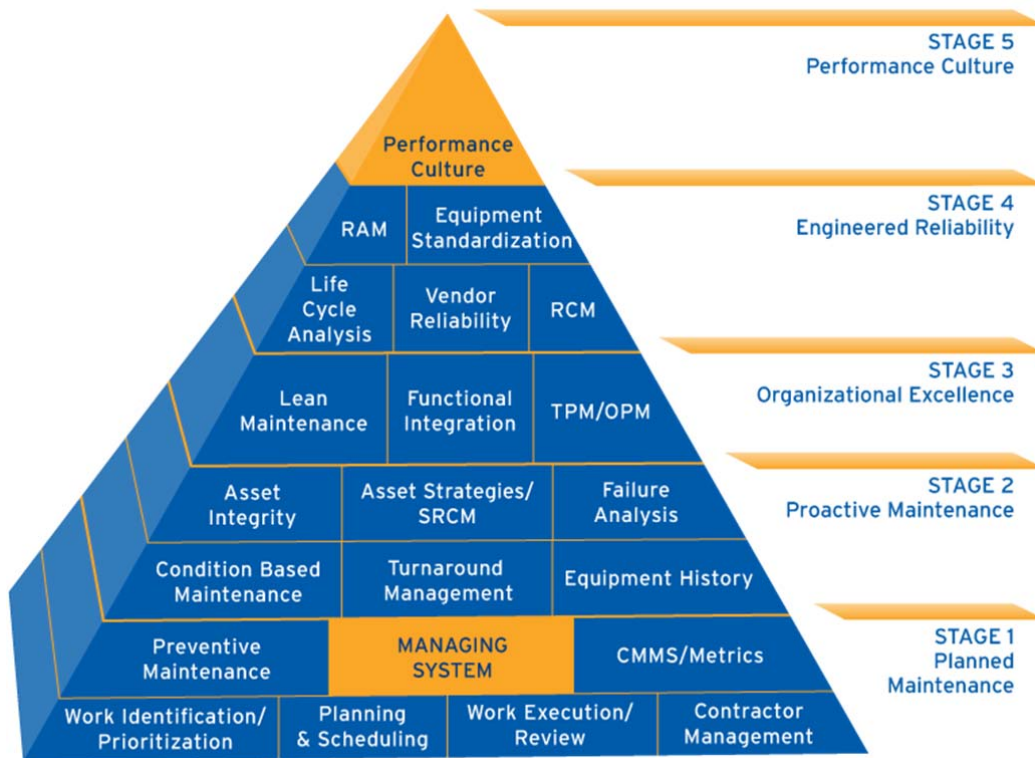 STAGE 5
Performance Culture
Performance
Culture
STAGE 4
Engineered Reliability
RAM
Equipment
Standardization
Life
Cycle
Analysis
Vendor
Reliability
RCM
STAGE 3
Organizational Excellence
Lean
Maintenance
Functional
Integration
TPM/OPM
STAGE 2
Proactive Maintenance
Asset
Integrity
Asset Strategies/
SRCM
Failure
Analysis
Condition Based
Maintenance
Turnaround
Management
Equipment History
STAGE 1
Planned
Maintenance
Preventive
Maintenance
MANAGING
SYSTEM
CMMS/Metrics
Work Identification/
Prioritization
Planning
& Scheduling
Work Execution/
Review
Contractor
Management